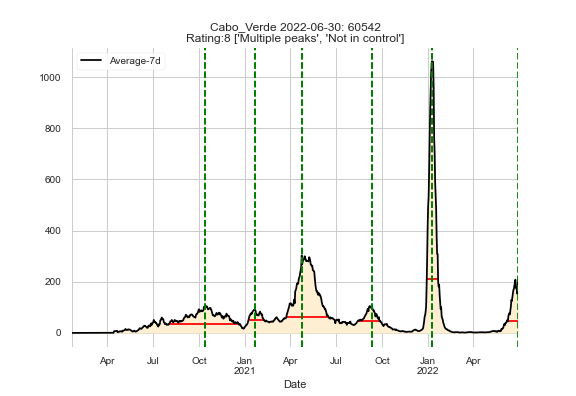 Cabo_Verde 2022-06-30: 60542
Rating:8 ['Multiple peaks', 'Not in control']
Average-7d
1000
800
600
400
200
0
Apr Jul Oct Jan Apr Jul Oct Jan Apr
2021 2022
Date